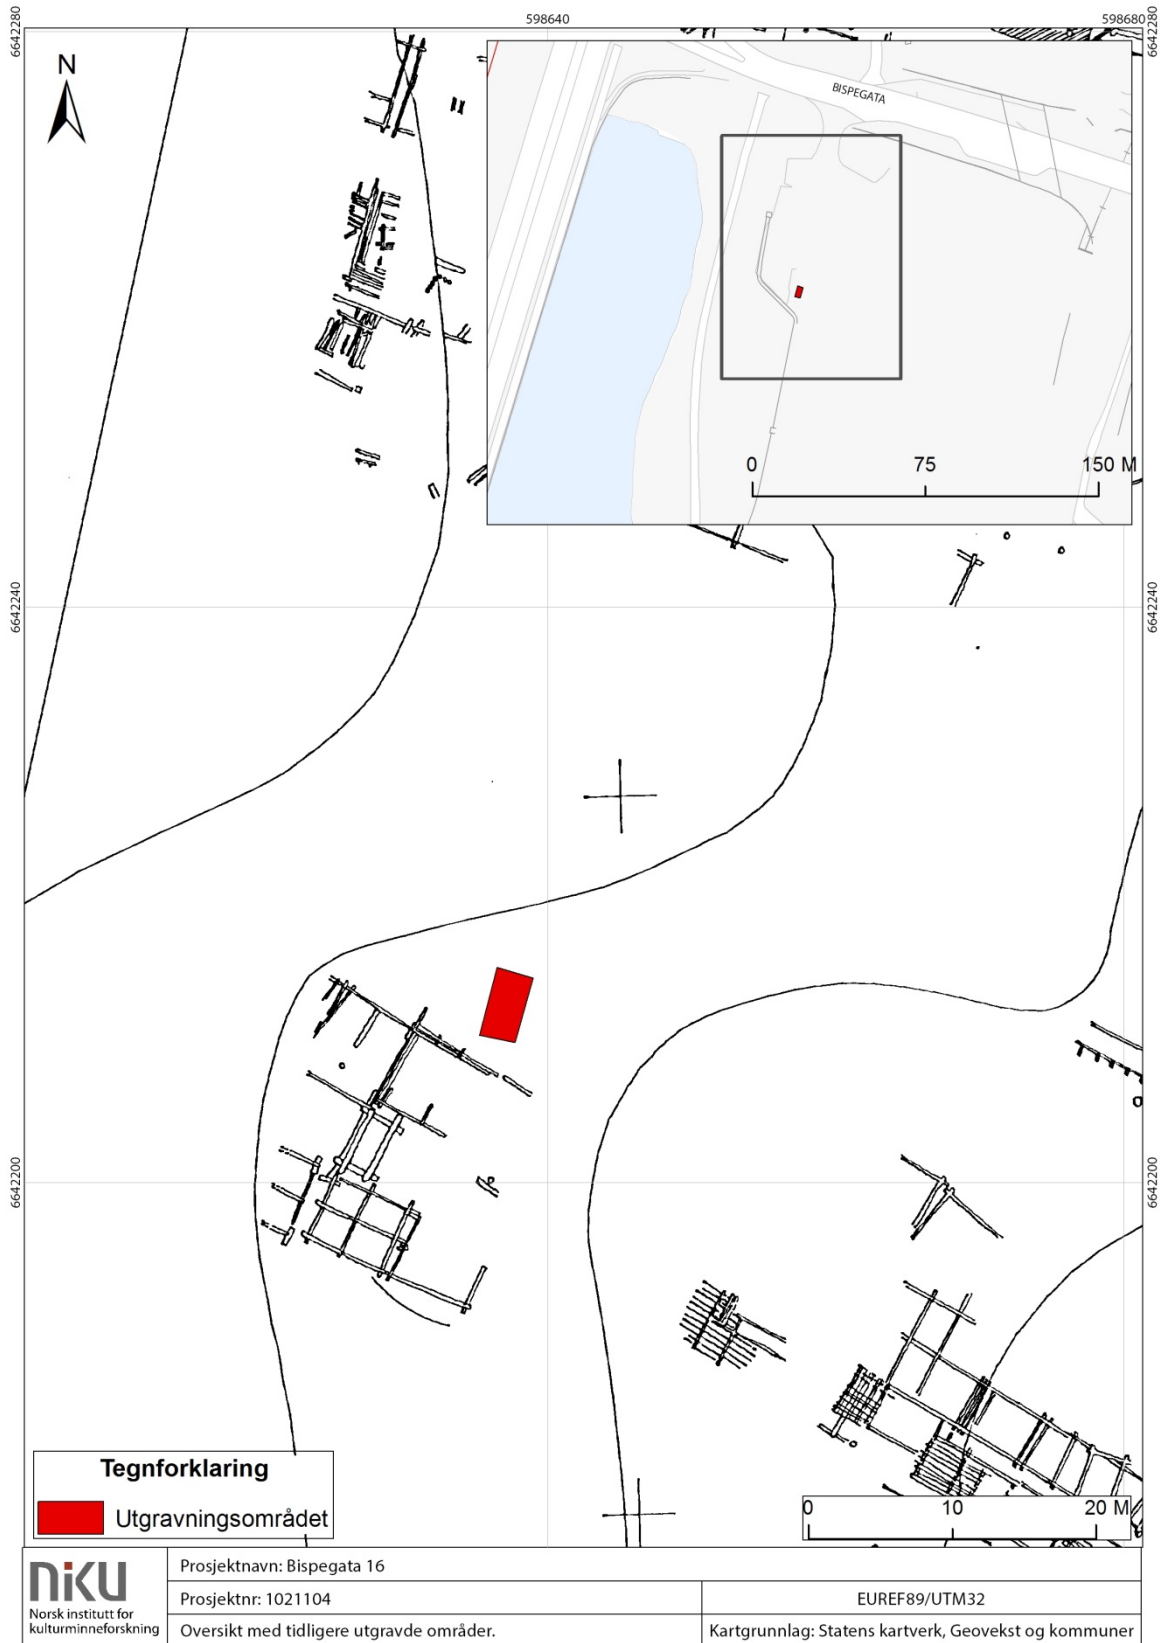 598640
598680
6642280
6642280
N
BISPEGATA
0 75 150 M
6642240
6642240
6642200
6642200
Tegnforklaring
Utgravningsområdet
0 10 20 M
niku
Norsk institutt for
kulturminneforskning
Prosjektnavn: Bispegata 16
Prosjektnr: 1021104
EUREF89/UTM32
Oversikt med tidligere utgravde områder.
Kartgrunnlag: Statens kartverk, Geovekst og kommuner